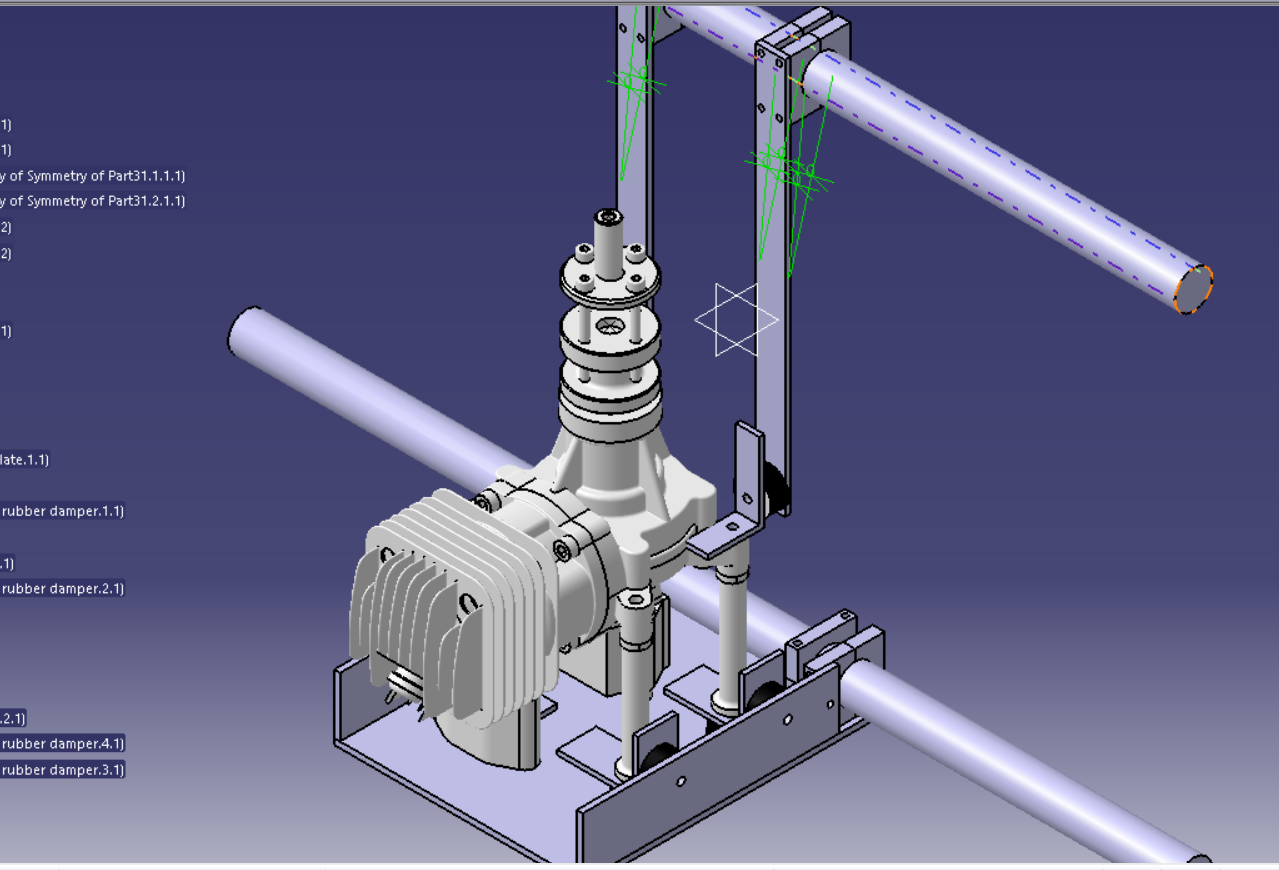 1)
1)
y of Symmetry of Part31.1.1.1)
y of Symmetry of Part31.2.1.1)
2)
2)
1)
late.1.1)
rubber damper.1.1)
.1)
rubber damper.2.1)
.2.1)
rubber damper.4.1)
rubber damper.3.1)